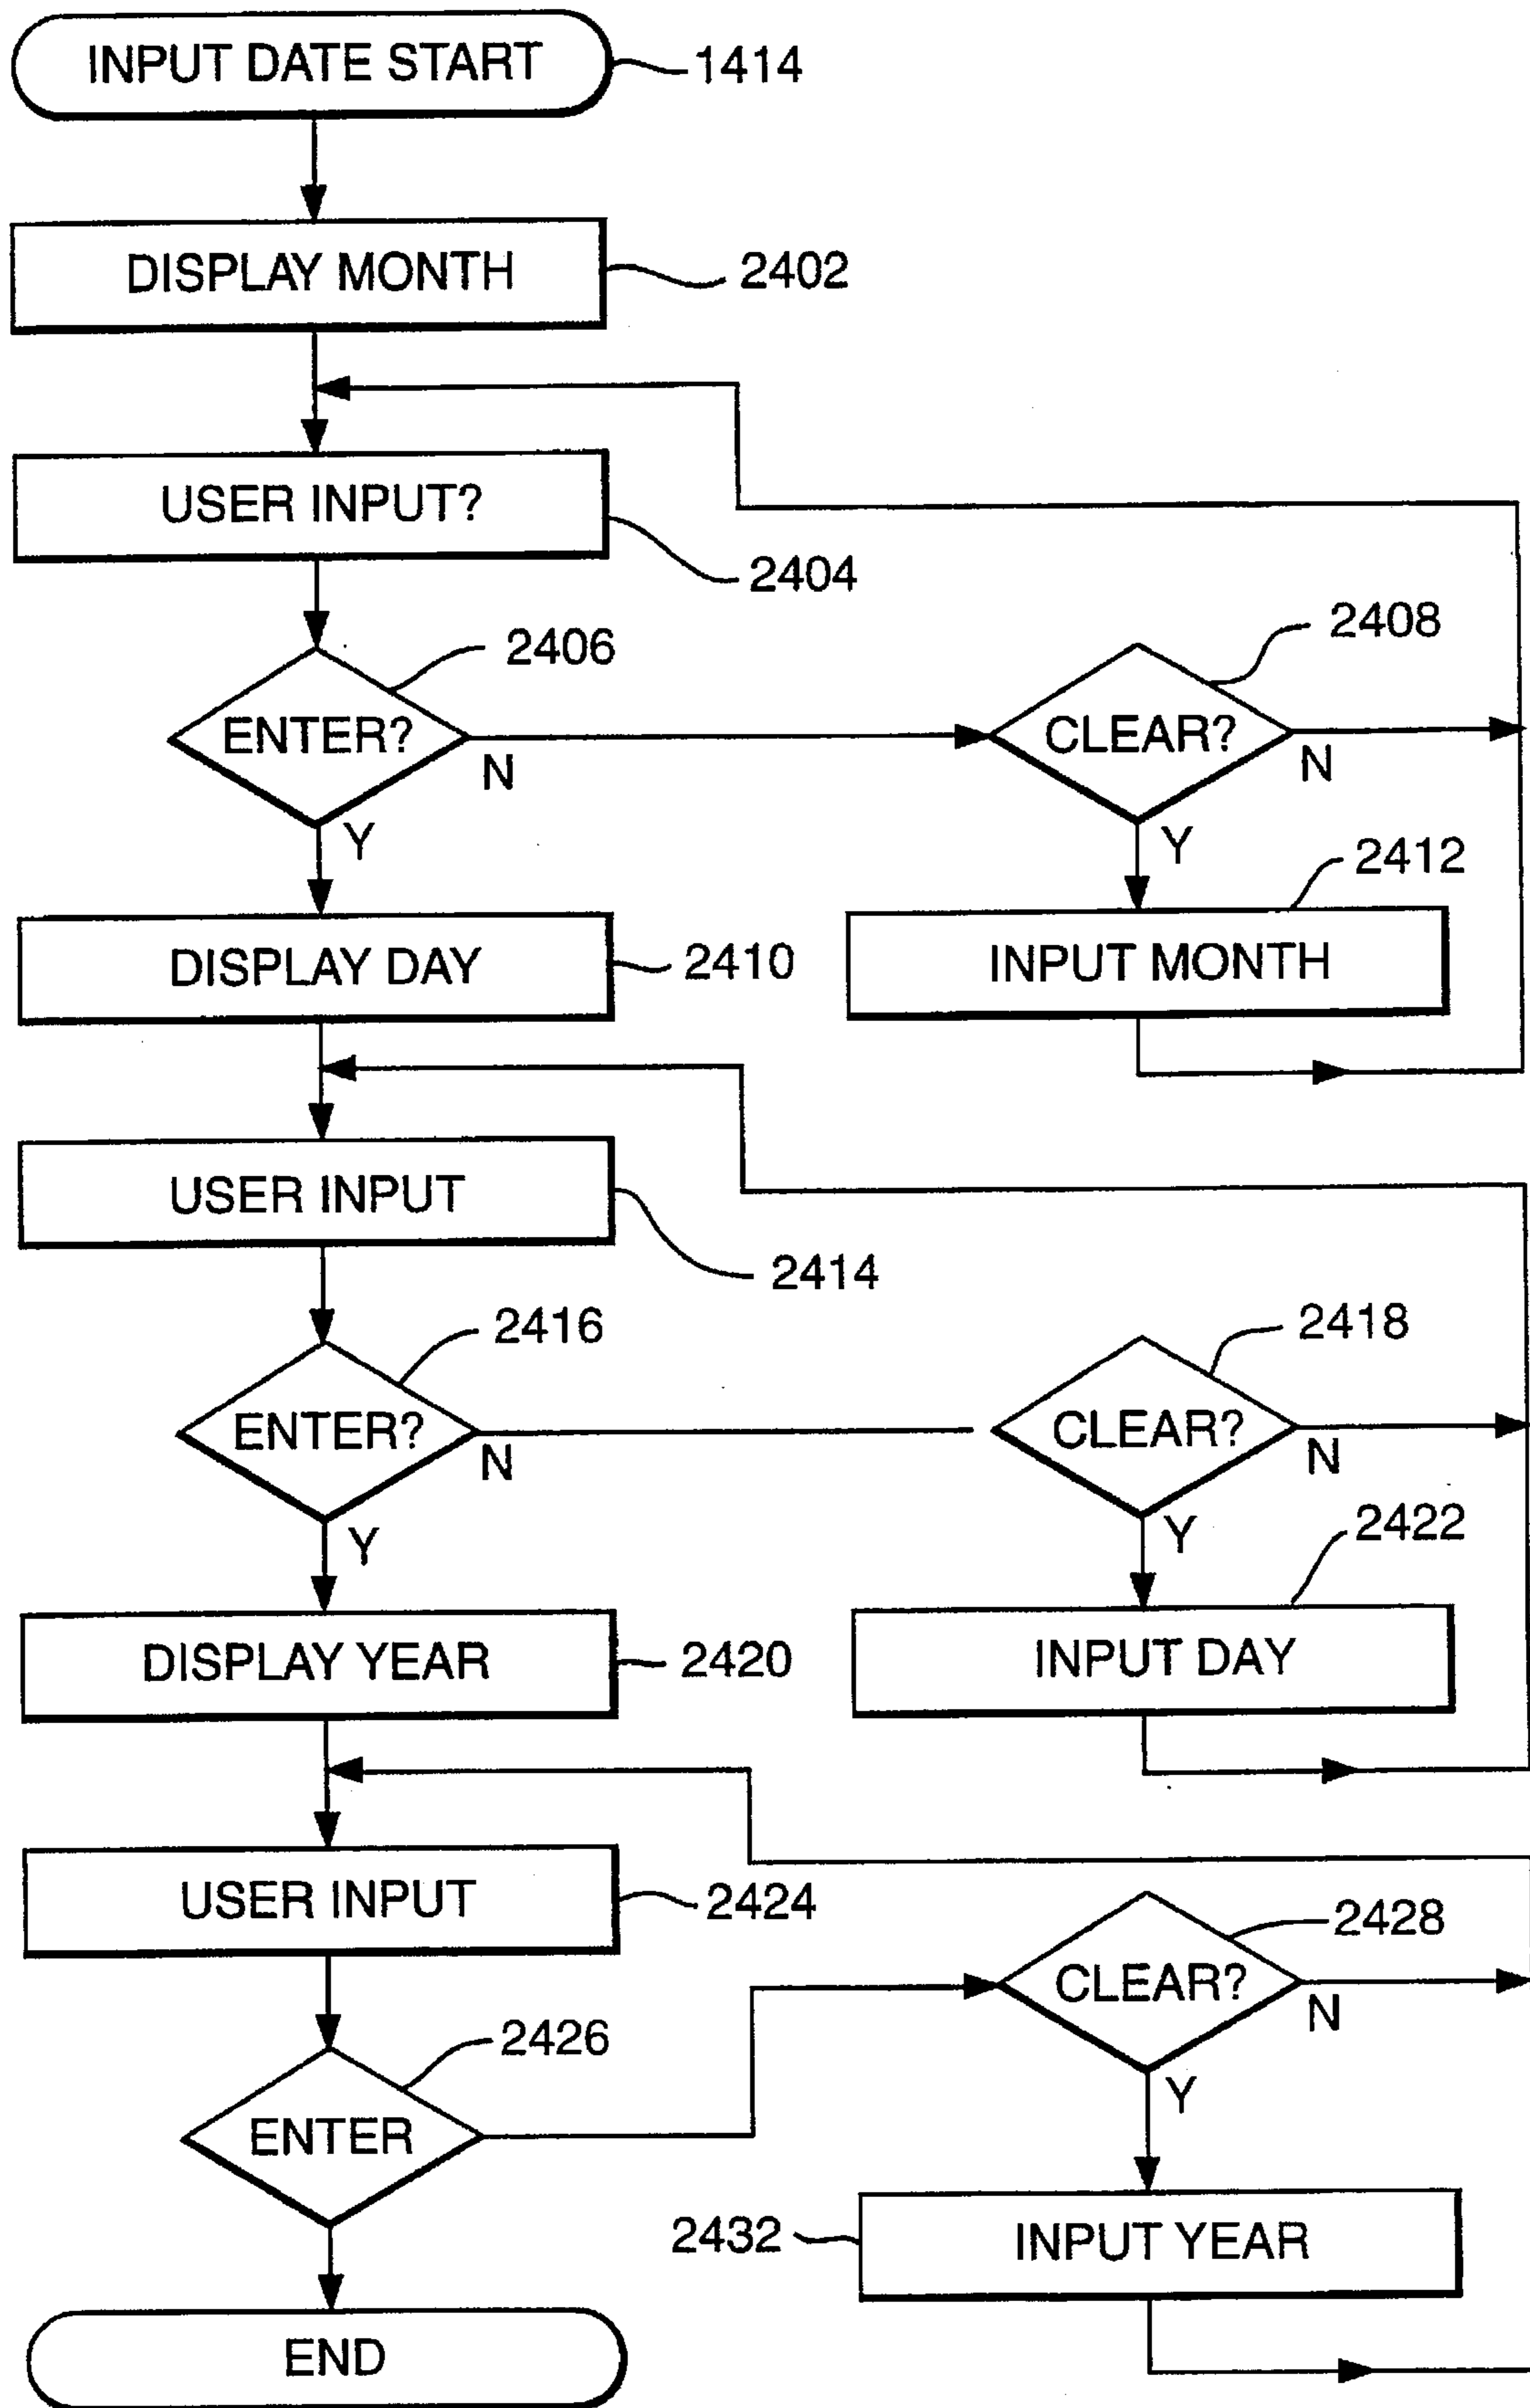 INPUT DATE START
1414
DISPLAY MONTH
2402
USER INPUT?
2404
2406
2408
ENTER?
N
CLEAR?
N
Y
Y
2412
DISPLAY DAY
2410
INPUT MONTH
USER INPUT
2414
2416
2418
ENTER?
N
CLEAR?
N
Y
Y
2422
DISPLAY YEAR
2420
INPUT DAY
USER INPUT
2424
2428
CLEAR?
N
2426
Y
ENTER
2432
INPUT YEAR
END